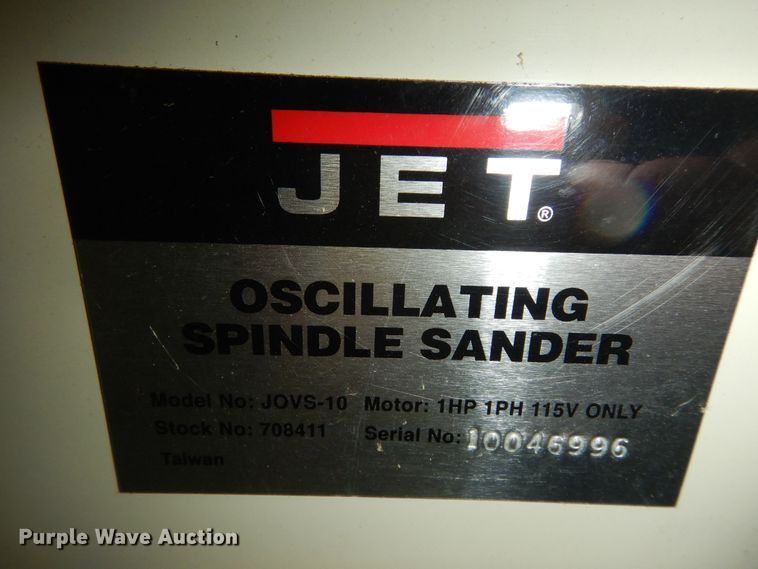 JET®
OSCILLATING
SPINDLE SANDER
Model No: JOVS-10 Motor: 1HP 1PH 115V ONLY
Stock No: 708411 Serial No: 10046996
Taiwan
Purple Wave Auction